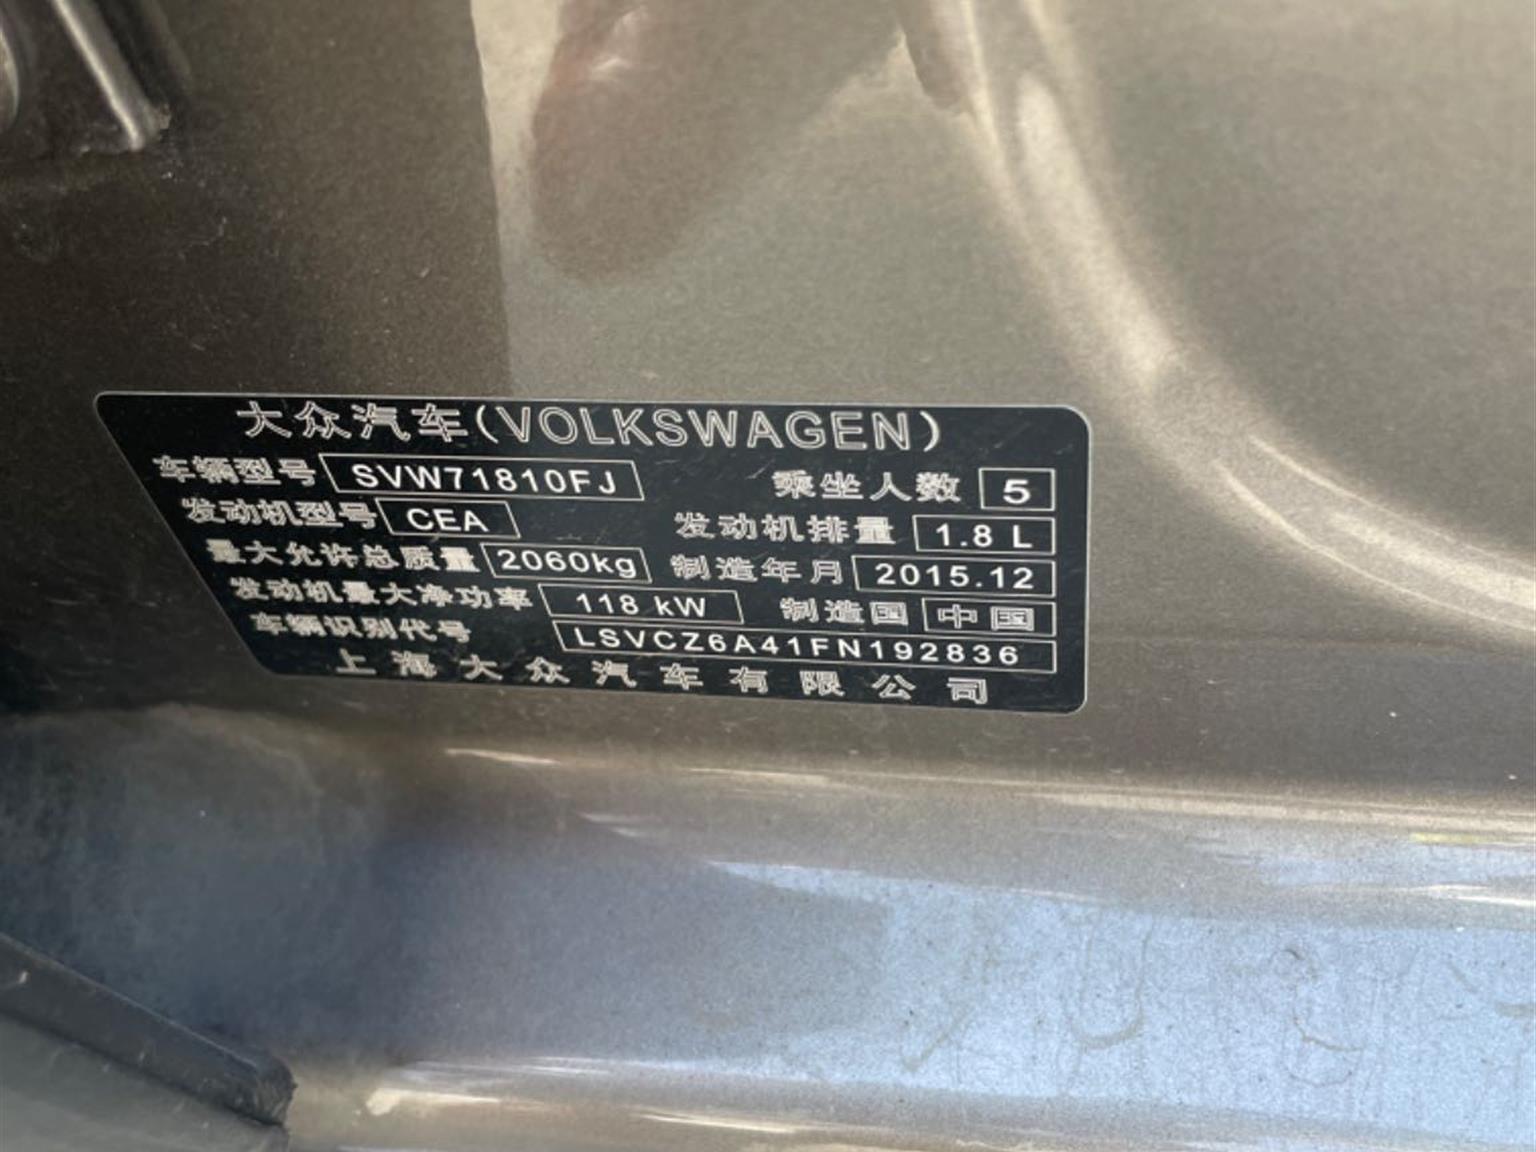 大众汽车(VOLKSWAGEN)
车辆型号 SVW71810FJ 乘坐人数 5
发动机型号 CEA 发动机排量 1.8 L
最大允许总质量 2060kg 制造年月 2015.12
发动机最大净功率 118 kW 制造国 中国
车辆识别代号 LSVCZ6A41FN192836
上海大众汽车有限公司